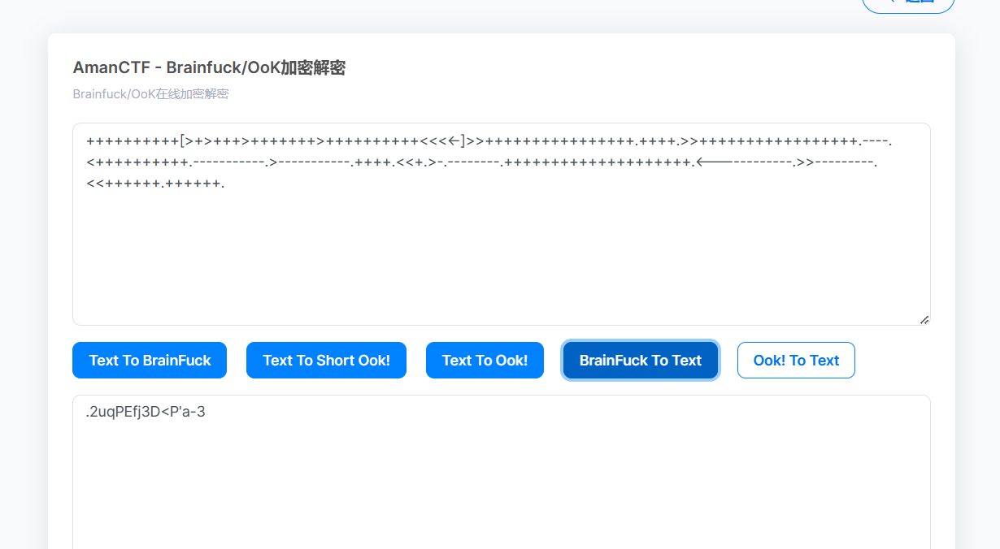 AmanCTF - Brainfuck/OoK加密解密
Brainfuck/OoK在线加密解密
++++++++++[>+>+++>+++++++>++++++++++<<<<-]>>++++++++++++++++.++++.>>+++++++++++++++++.----.
<++++++++++.-----------.>-----------.++++.<<+.>-.--------.++++++++++++++++++++.<------------.>>---------.
<<++++++.++++++.
Text To BrainFuck
Text To Short Ook!
Text To Ook!
BrainFuck To Text
Ook! To Text
.2uqPEfj3D<P'a-3